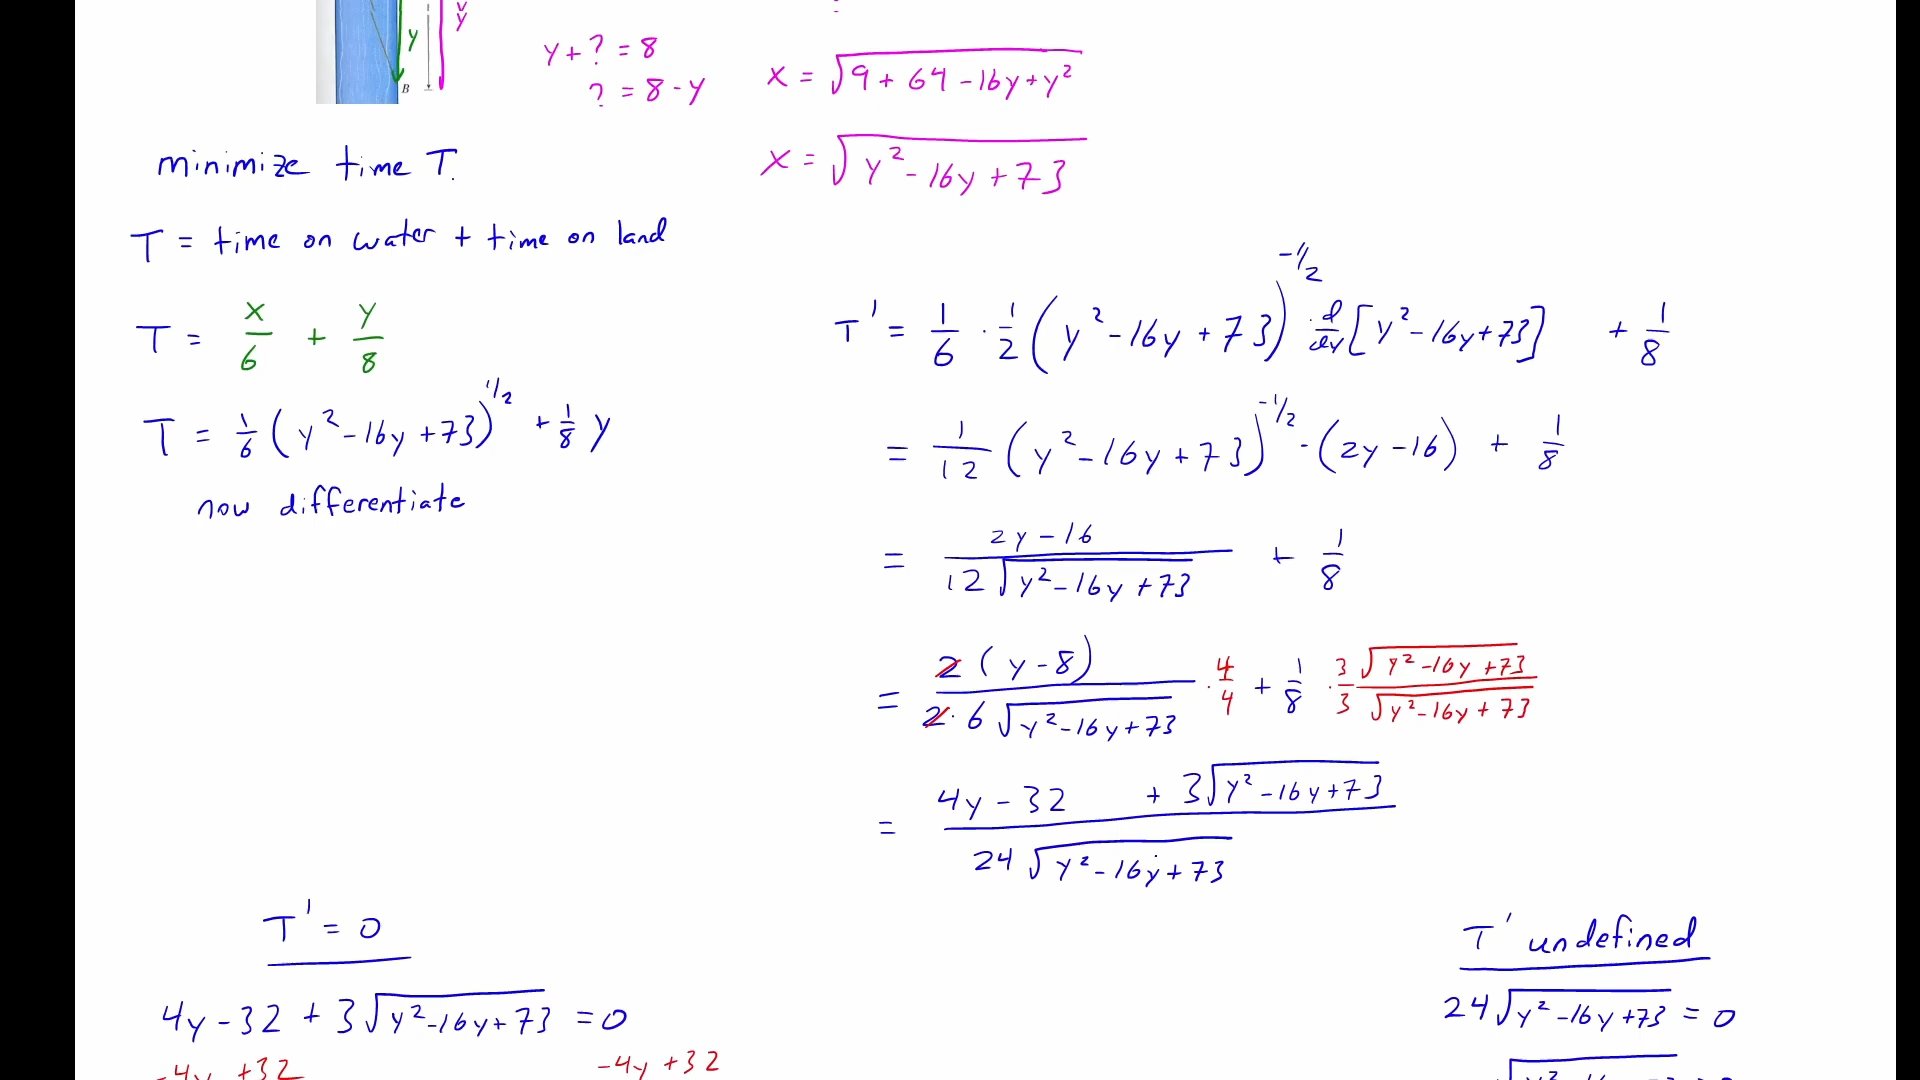 y
v
y
B
y + ? = 8
? = 8 - y
x = √(9 + 64 - 16y + y²)
x = √(y² - 16y + 73)
minimize time T.
T = time on water + time on land
T = x/6 + y/8
T = 1/6 (y² - 16y + 73)^1/2 + 1/8 y
now differentiate
T' = 1/6 · 1/2 (y² - 16y + 73)^-1/2 · d/dy [y² - 16y + 73] + 1/8
= 1/12 (y² - 16y + 73)^-1/2 · (2y - 16) + 1/8
= (2y - 16)/(12√(y² - 16y + 73)) + 1/8
= 2(y - 8)/(2·6√(y² - 16y + 73)) · 4/4 + 1/8 · 3/3 √(y² - 16y + 73)/√(y² - 16y + 73)
= (4y - 32 + 3√(y² - 16y + 73))/(24√(y² - 16y + 73))
T' = 0
4y - 32 + 3√(y² - 16y + 73) = 0
-4y +32 -4y +32
T' undefined
24√(y² - 16y + 73) = 0